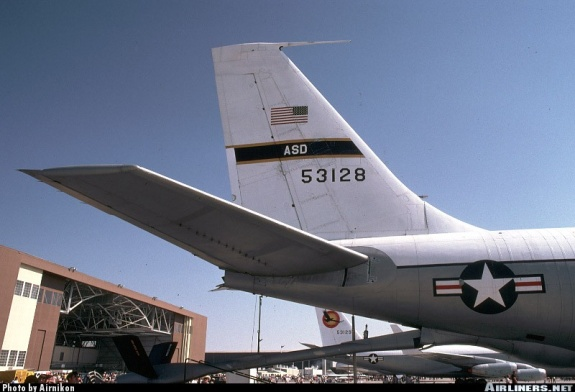 ASD
53128
Photo by Airnikon
AIRLINERS.NET